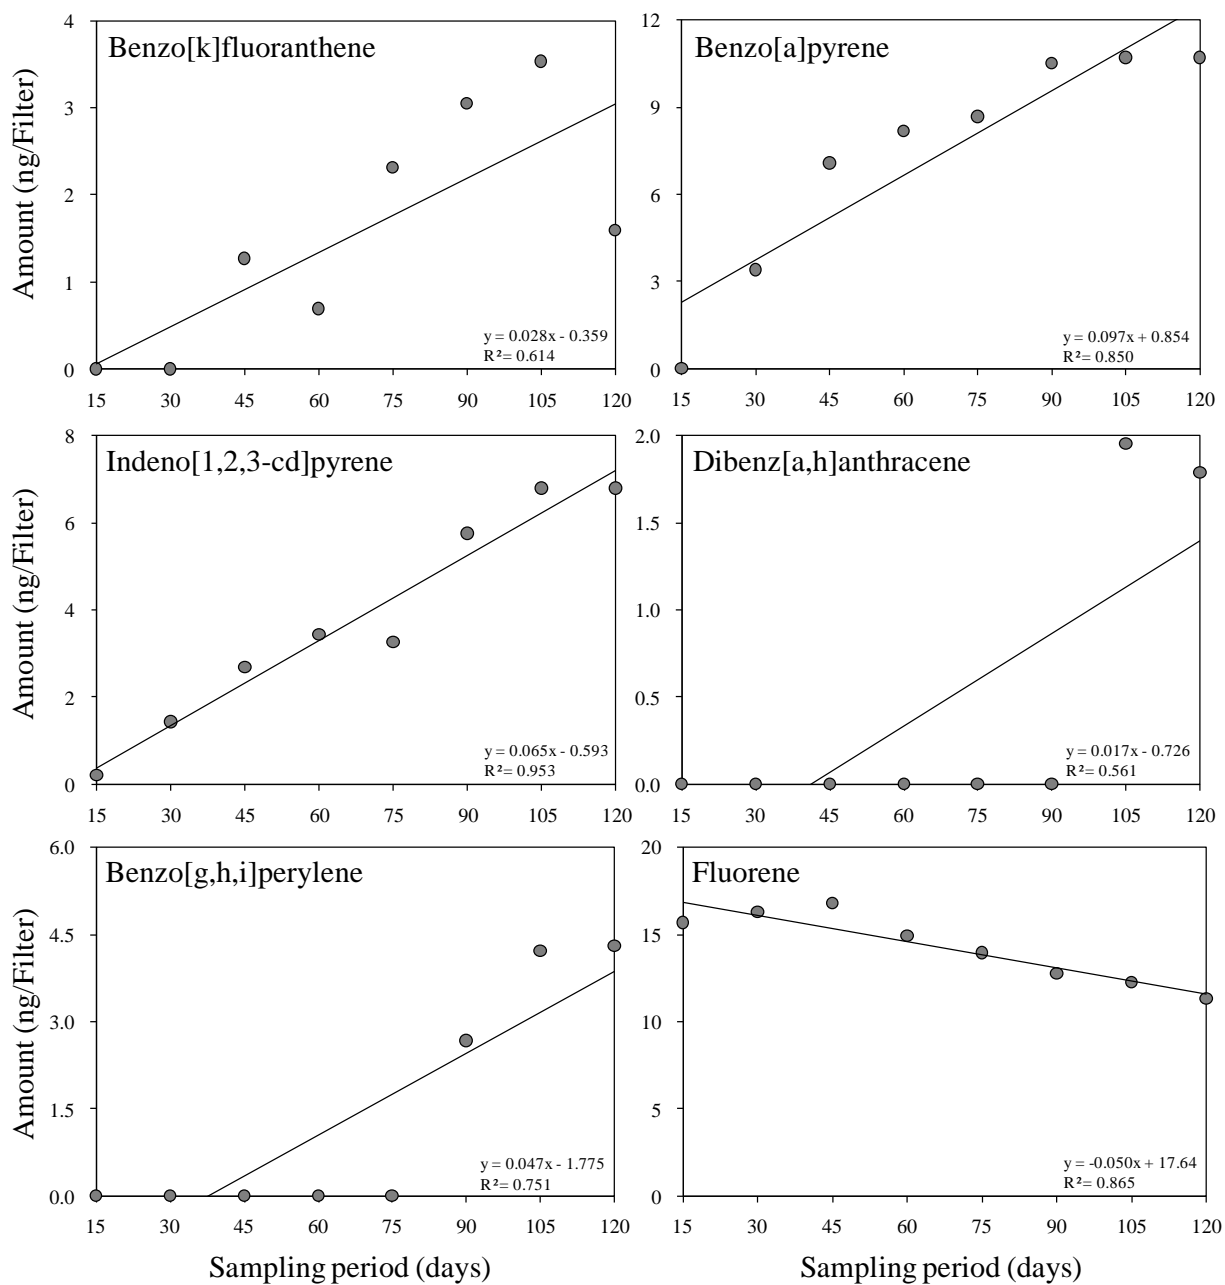 Benzo[k]fluoranthene
Amount (ng/Filter)
4
3
2
1
0
y = 0.028x - 0.359
R² = 0.614
15 30 45 60 75 90 105 120
Benzo[a]pyrene
12
9
6
3
0
y = 0.097x + 0.854
R² = 0.850
15 30 45 60 75 90 105 120
Indeno[1,2,3-cd]pyrene
Amount (ng/Filter)
8
6
4
2
0
y = 0.065x - 0.593
R² = 0.953
15 30 45 60 75 90 105 120
Dibenz[a,h]anthracene
2.0
1.5
1.0
0.5
0.0
y = 0.017x - 0.726
R² = 0.561
15 30 45 60 75 90 105 120
Benzo[g,h,i]perylene
Amount (ng/Filter)
6.0
4.5
3.0
1.5
0.0
y = 0.047x - 1.775
R² = 0.751
15 30 45 60 75 90 105 120
Sampling period (days)
Fluorene
20
15
10
5
0
y = -0.050x + 17.64
R² = 0.865
15 30 45 60 75 90 105 120
Sampling period (days)